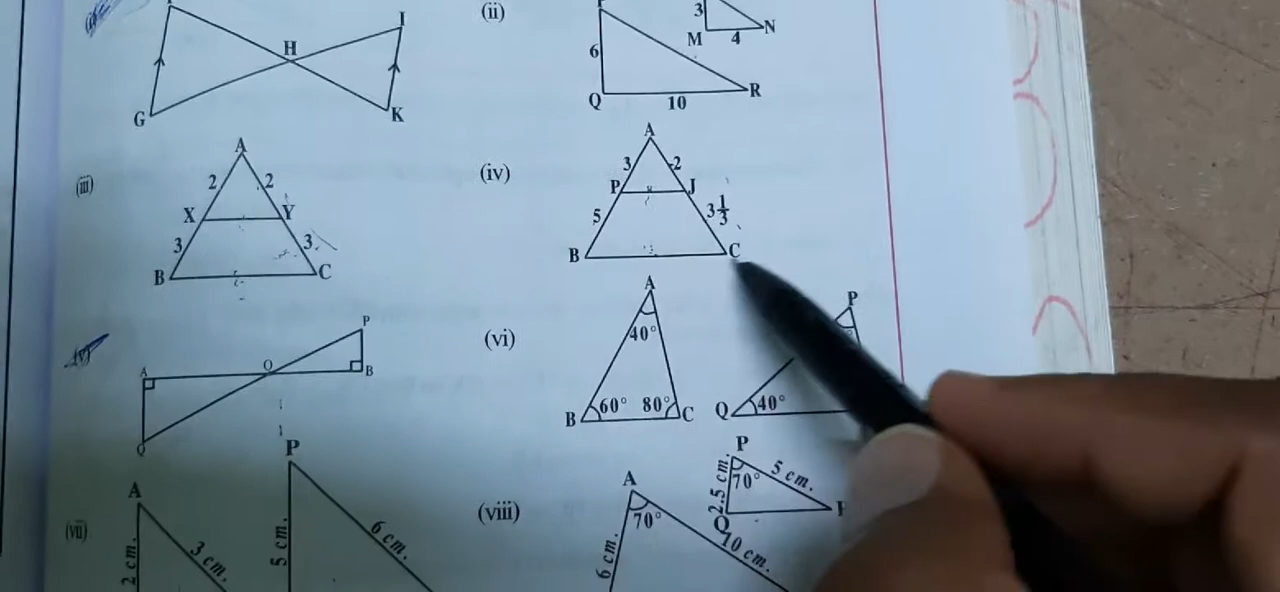 (ii)
H
I
G
K
3
M
4
N
6
Q
10
R
(iii)
A
2
2
X
Y
3
3
B
C
(iv)
A
3
2
P
J
5
3 1/3
B
C
A
O
P
B
Q
(vi)
A
40°
B
60°
80°
C
P
Q
40°
(vii)
A
2 cm.
3 cm.
P
5 cm.
6 cm.
(viii)
A
70°
6 cm.
10 cm.
P
70°
2.5 cm.
5 cm.
Q